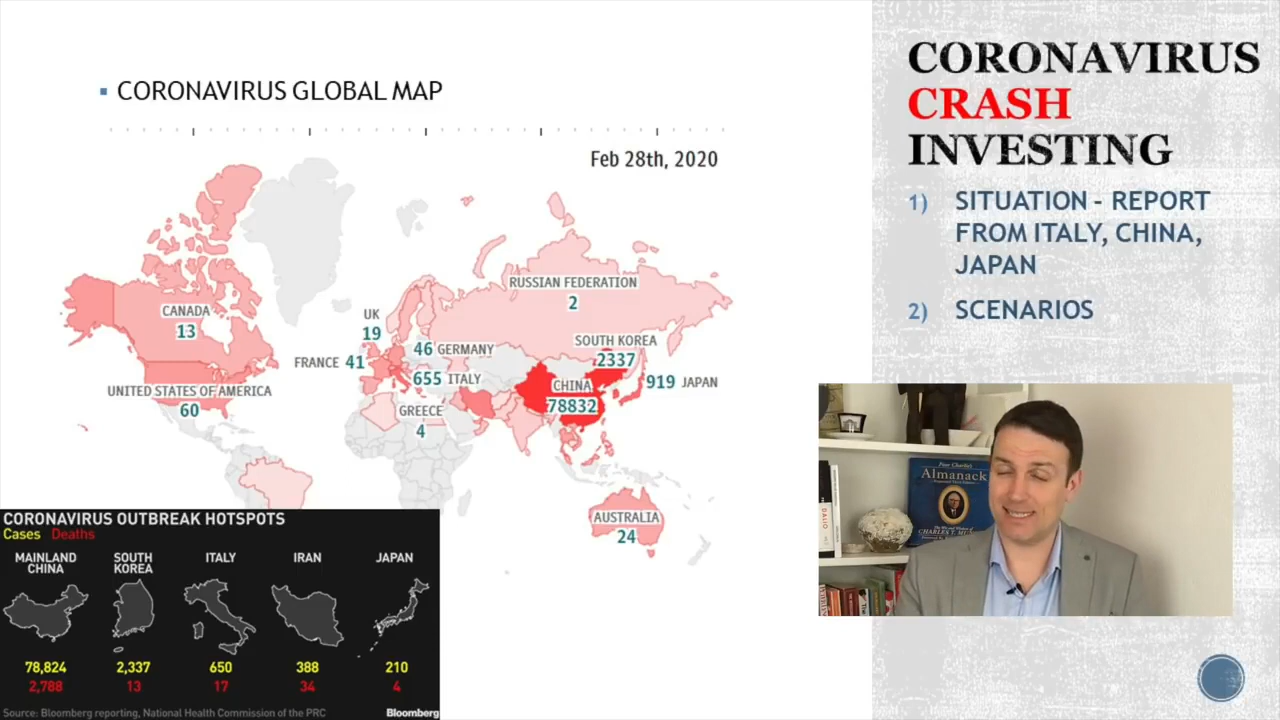 CORONAVIRUS GLOBAL MAP
Feb 28th, 2020
CANADA
13
UNITED STATES OF AMERICA
60
UK
19
FRANCE 41
46 GERMANY
655 ITALY
GREECE
4
RUSSIAN FEDERATION
2
SOUTH KOREA
2337
CHINA
78832
919 JAPAN
AUSTRALIA
24
CORONAVIRUS OUTBREAK HOTSPOTS
Cases Deaths
MAINLAND
CHINA
SOUTH
KOREA
ITALY
IRAN
JAPAN
78,824
2,337
650
388
210
2,788
13
17
34
4
Source: Bloomberg reporting, National Health Commission of the PRC
Bloomberg
CORONAVIRUS
CRASH
INVESTING
1) SITUATION - REPORT
FROM ITALY, CHINA,
JAPAN
2) SCENARIOS
Poor Charlie's
Almanack
DALIO